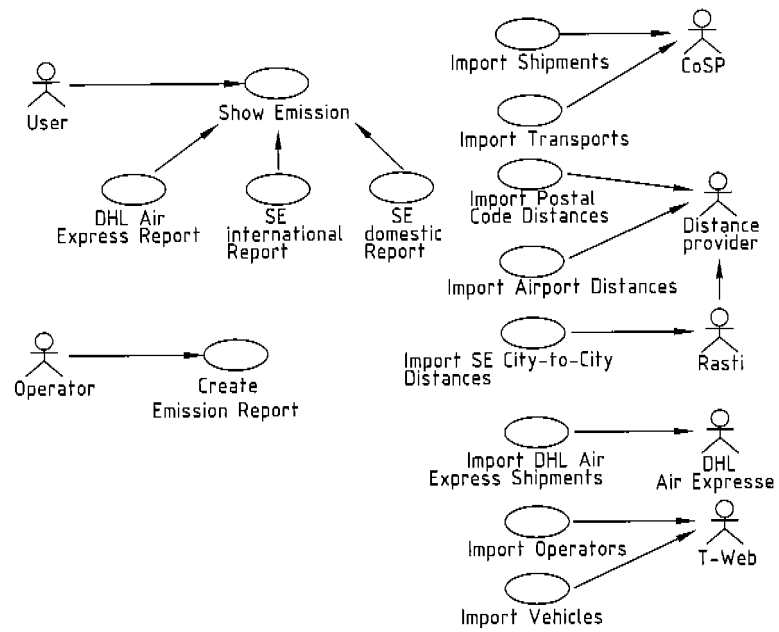 User
Show Emission
DHL Air
Express Report
SE
international
Report
SE
domestic
Report
Operator
Create
Emission Report
Import Shipments
CoSP
Import Transports
Import Postal
Code Distances
Distance
provider
Import Airport Distances
Import SE City-to-City
Distances
Rasti
Import DHL Air
Express Shipments
DHL
Air Expresse
Import Operators
T-Web
Import Vehicles